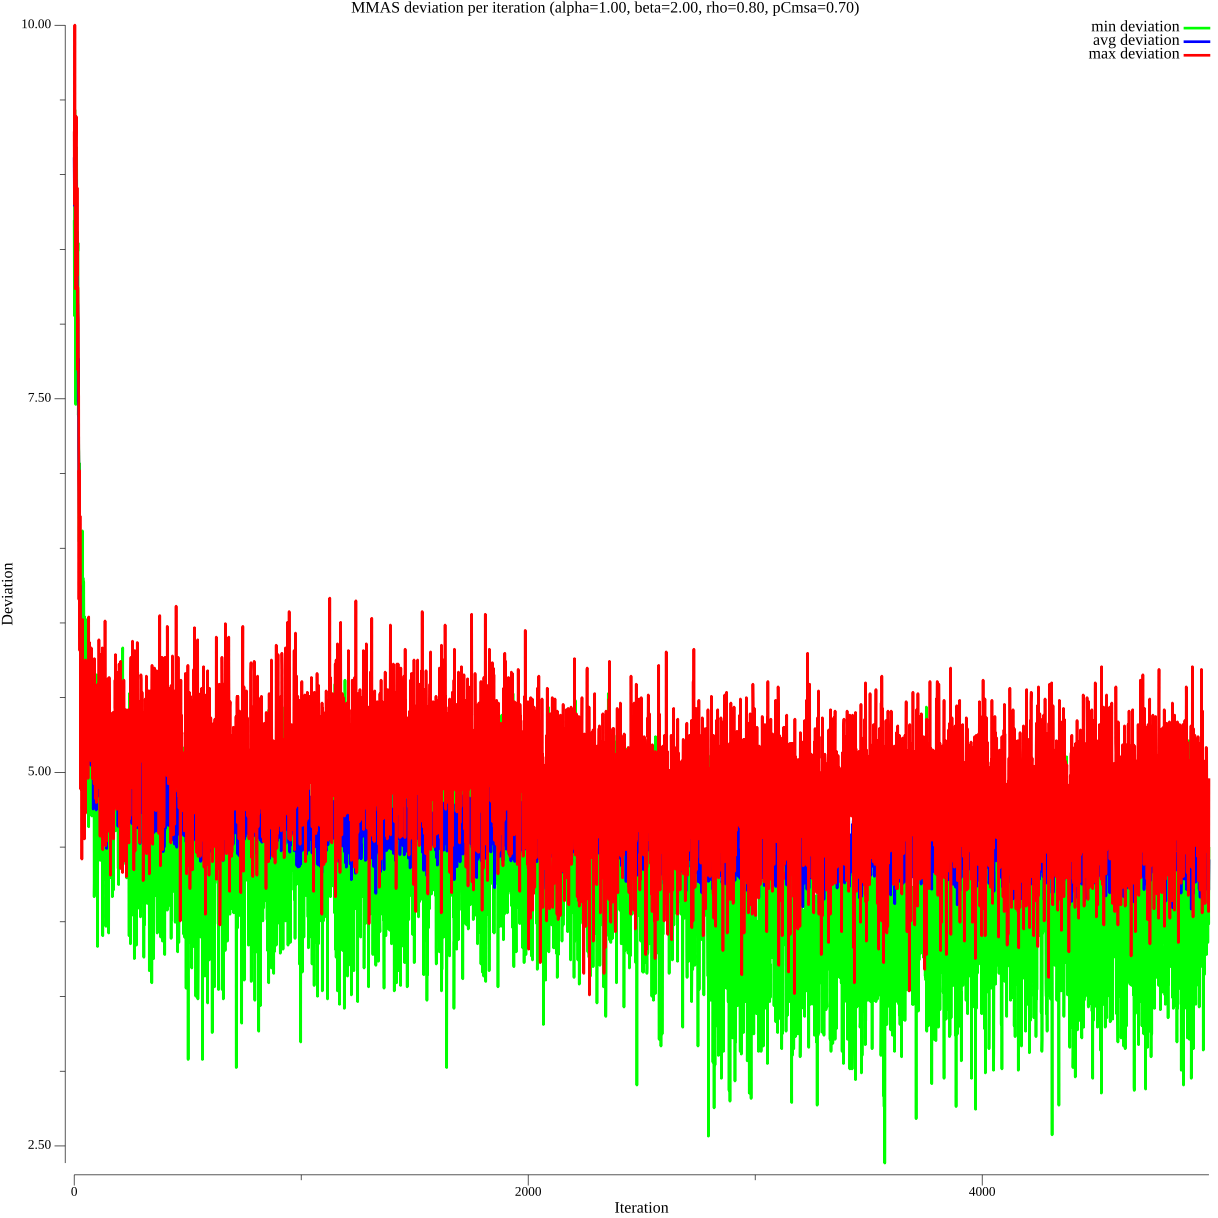 MMAS deviation per iteration (alpha=1.00, beta=2.00, rho=0.80, pCmsa=0.70)
min deviation
avg deviation
max deviation
10.00
7.50
5.00
2.50
Deviation
0
2000
4000
Iteration